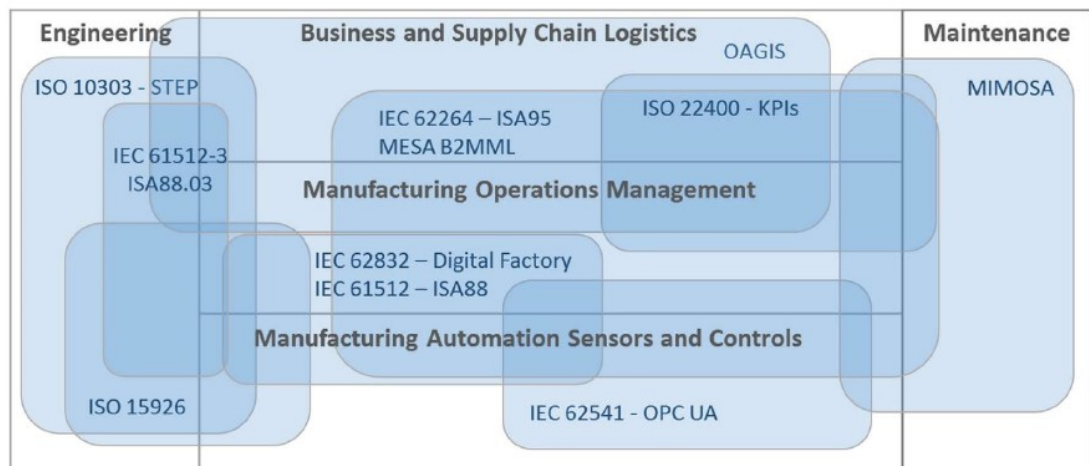 Engineering
Business and Supply Chain Logistics
Maintenance
OAGIS
ISO 10303 - STEP
MIMOSA
ISO 22400 - KPIs
IEC 62264 – ISA95
MESA B2MML
IEC 61512-3
ISA88.03
Manufacturing Operations Management
IEC 62832 – Digital Factory
IEC 61512 – ISA88
Manufacturing Automation Sensors and Controls
ISO 15926
IEC 62541 - OPC UA